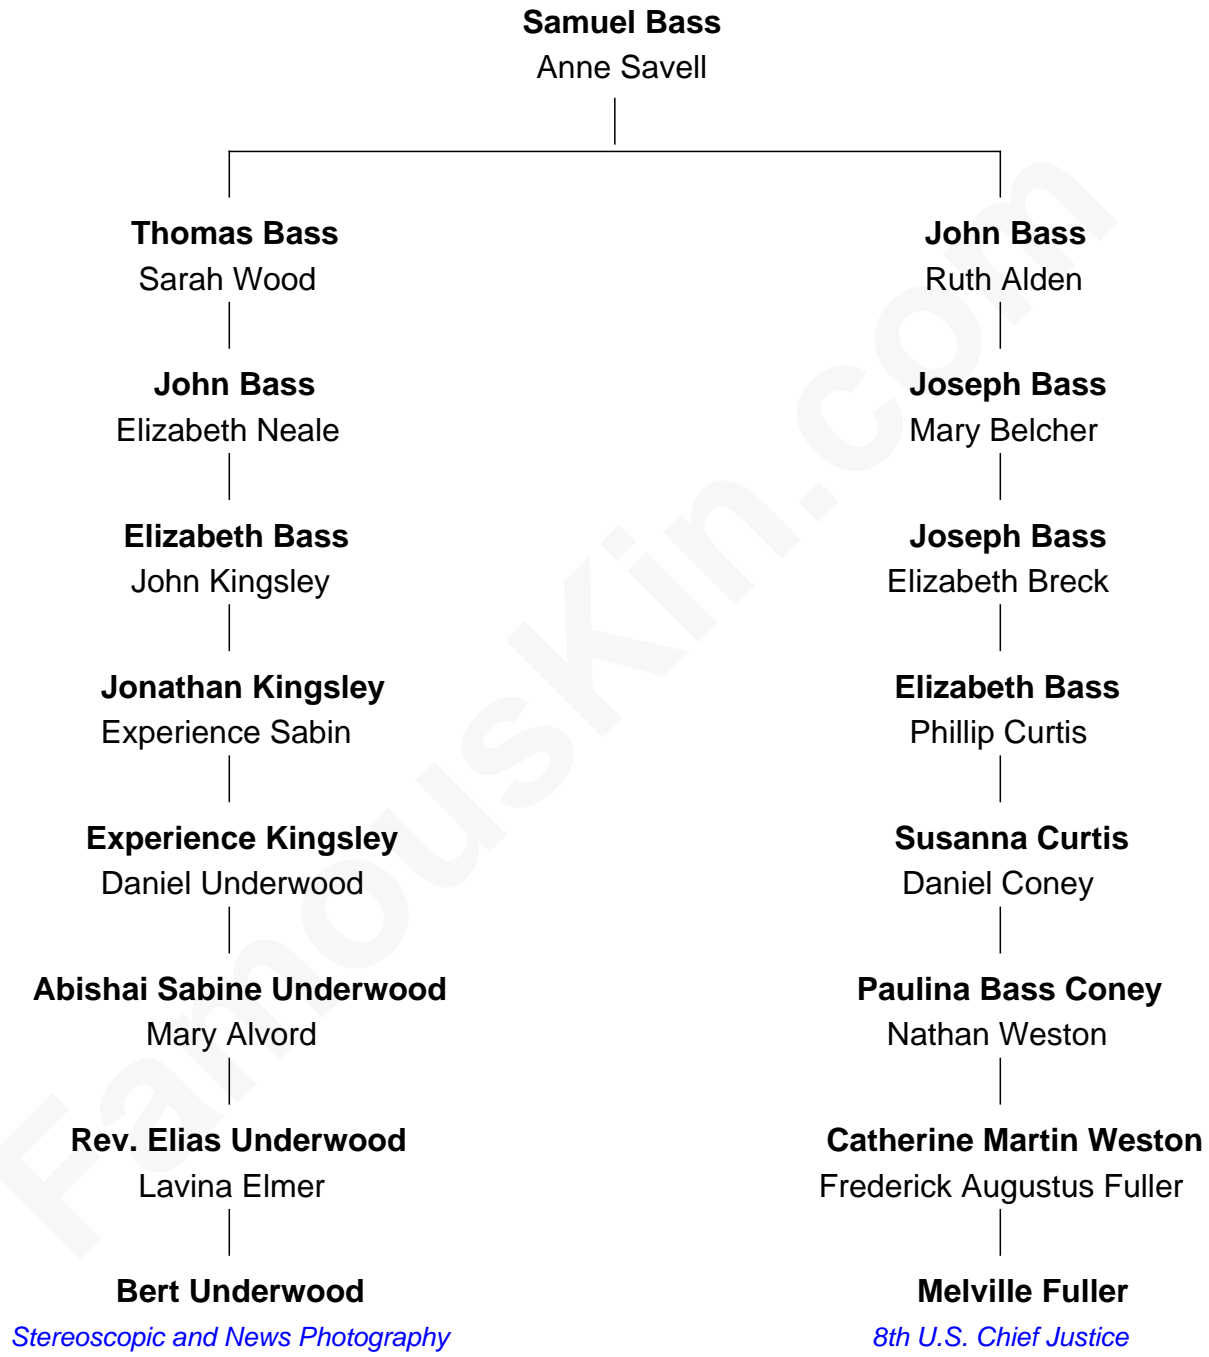 Samuel Bass
Anne Savell
Thomas Bass
Sarah Wood
John Bass
Ruth Alden
John Bass
Elizabeth Neale
Joseph Bass
Mary Belcher
Elizabeth Bass
John Kingsley
Joseph Bass
Elizabeth Breck
Jonathan Kingsley
Experience Sabin
Elizabeth Bass
Phillip Curtis
Experience Kingsley
Daniel Underwood
Susanna Curtis
Daniel Coney
Abishai Sabine Underwood
Mary Alvord
Paulina Bass Coney
Nathan Weston
Rev. Elias Underwood
Lavina Elmer
Catherine Martin Weston
Frederick Augustus Fuller
Bert Underwood
Stereoscopic and News Photography
Melville Fuller
8th U.S. Chief Justice
FamousKin.com